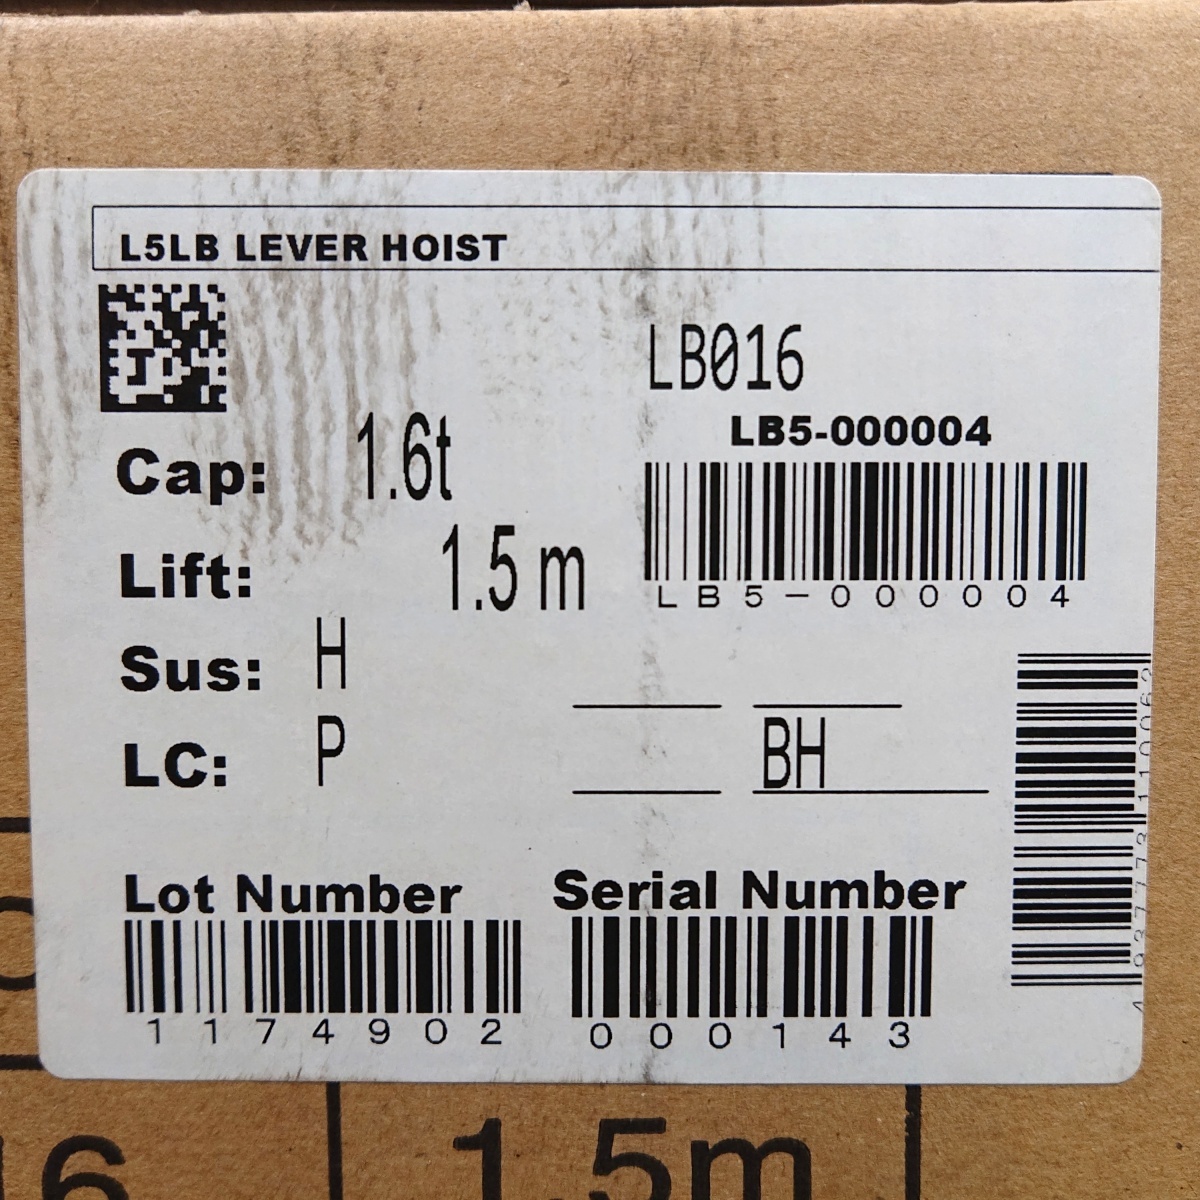 L5LB LEVER HOIST
LB016
LB5-000004
Cap: 1.6t
LB5-000004
Lift: 1.5 m
Sus: H
LC: P
BH
Lot Number
1174902
Serial Number
000143
16
1.5m